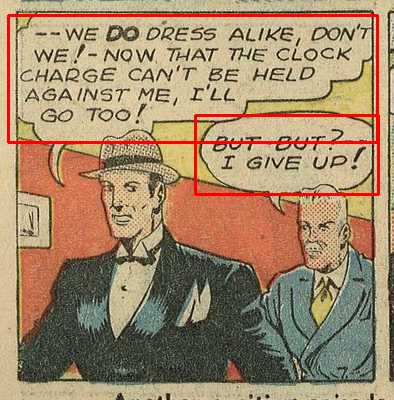 --WE DO DRESS ALIKE, DON'T
WE!-NOW THAT THE CLOCK
CHARGE CAN'T BE HELD
AGAINST ME, I'LL
GO TOO!
BUT BUT?
I GIVE UP!